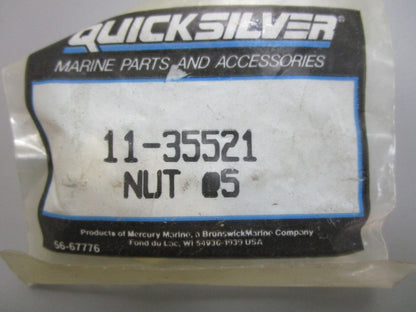 QUICKSILVER®
MARINE PARTS AND ACCESSORIES
11-35521
NUT @5
Products of Mercury Marine, a Brunswick Marine Company
56-67776 Fond du Lac, WI 54936-1939 USA